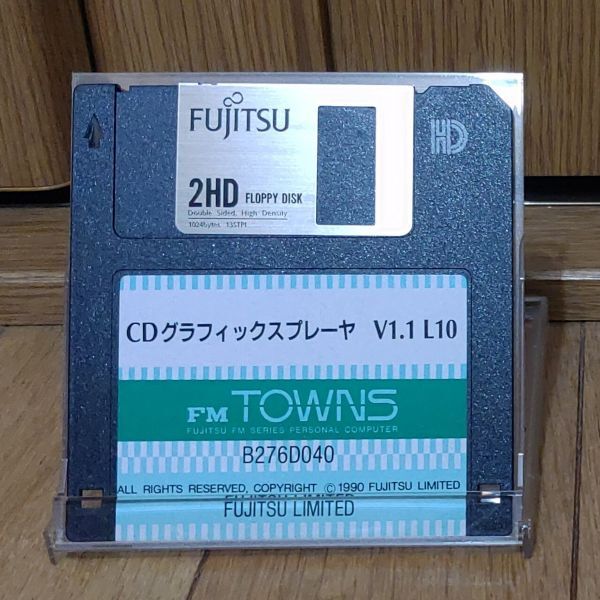 FUJITSU
2HD FLOPPY DISK
Double Sided, High Density
1024bytes 135TPI
HD
CDグラフィックスプレーヤ V1.1 L10
FM TOWNS
FUJITSU FM SERIES PERSONAL COMPUTER
B276D040
ALL RIGHTS RESERVED, COPYRIGHT ©1990 FUJITSU LIMITED
FUJITSU LIMITED